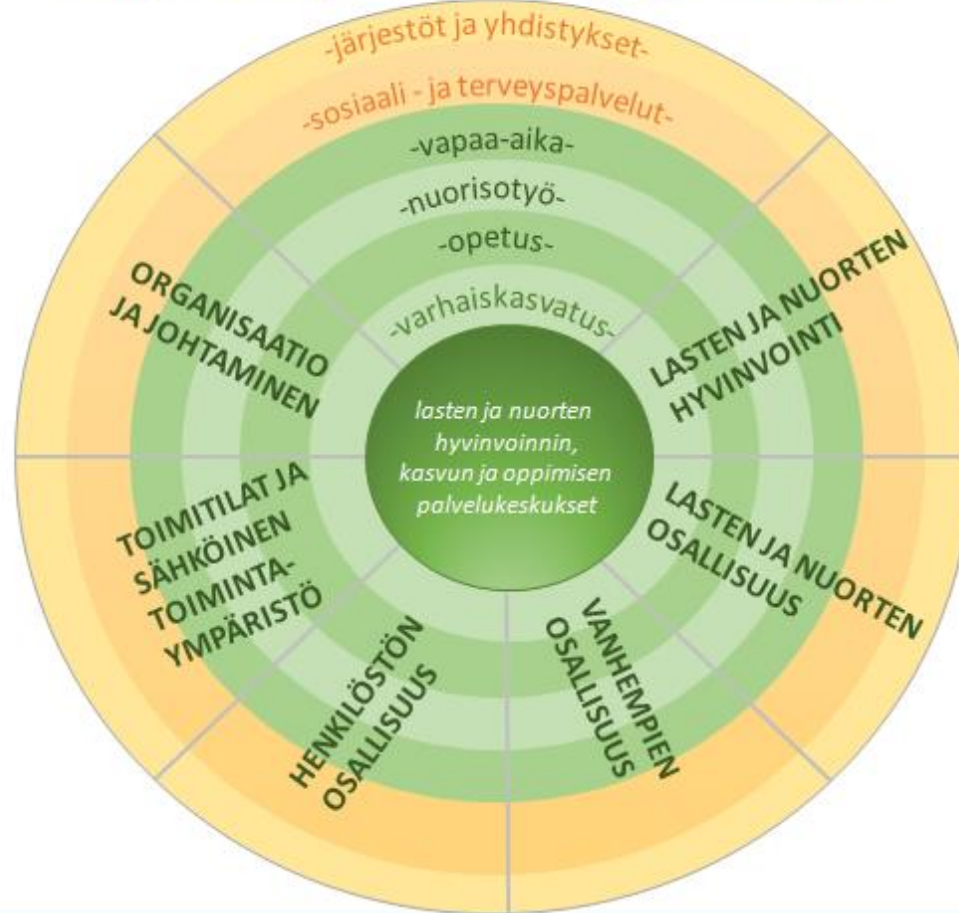 -järjestöt ja yhdistykset-
-sosiaali - ja terveyspalvelut-
-vapaa-aika-
-nuorisotyö-
-opetus-
-varhaiskasvatus-
lasten ja nuorten
hyvinvoinnin,
kasvun ja oppimisen
palvelukeskukset
LASTEN JA NUORTEN
HYVINVOINTI
LASTEN JA NUORTEN
OSALLISUUS
VANHEMPIEN
OSALLISUUS
HENKILÖSTÖN
OSALLISUUS
TOIMITILAT JA
SÄHKÖINEN
TOIMINTA-
YMPÄRISTÖ
ORGANISAATIO
JA JOHTAMINEN